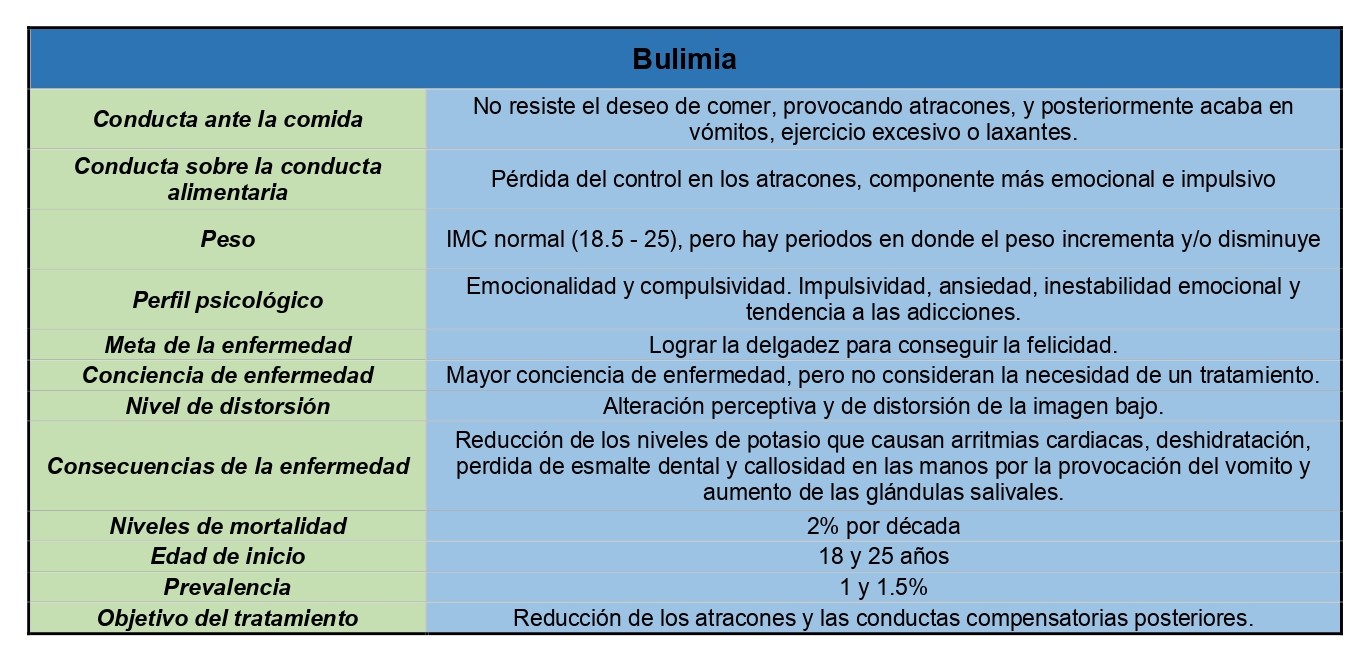 Bulimia
Conducta ante la comida
No resiste el deseo de comer, provocando atracones, y posteriormente acaba en
vómitos, ejercicio excesivo o laxantes.
Conducta sobre la conducta
alimentaria
Pérdida del control en los atracones, componente más emocional e impulsivo
Peso
IMC normal (18.5 - 25), pero hay periodos en donde el peso incrementa y/o disminuye
Perfil psicológico
Emocionalidad y compulsividad. Impulsividad, ansiedad, inestabilidad emocional y
tendencia a las adicciones.
Meta de la enfermedad
Lograr la delgadez para conseguir la felicidad.
Conciencia de enfermedad
Mayor conciencia de enfermedad, pero no consideran la necesidad de un tratamiento.
Nivel de distorsión
Alteración perceptiva y de distorsión de la imagen bajo.
Consecuencias de la enfermedad
Reducción de los niveles de potasio que causan arritmias cardiacas, deshidratación,
perdida de esmalte dental y callosidad en las manos por la provocación del vomito y
aumento de las glándulas salivales.
Niveles de mortalidad
2% por década
Edad de inicio
18 y 25 años
Prevalencia
1 y 1.5%
Objetivo del tratamiento
Reducción de los atracones y las conductas compensatorias posteriores.